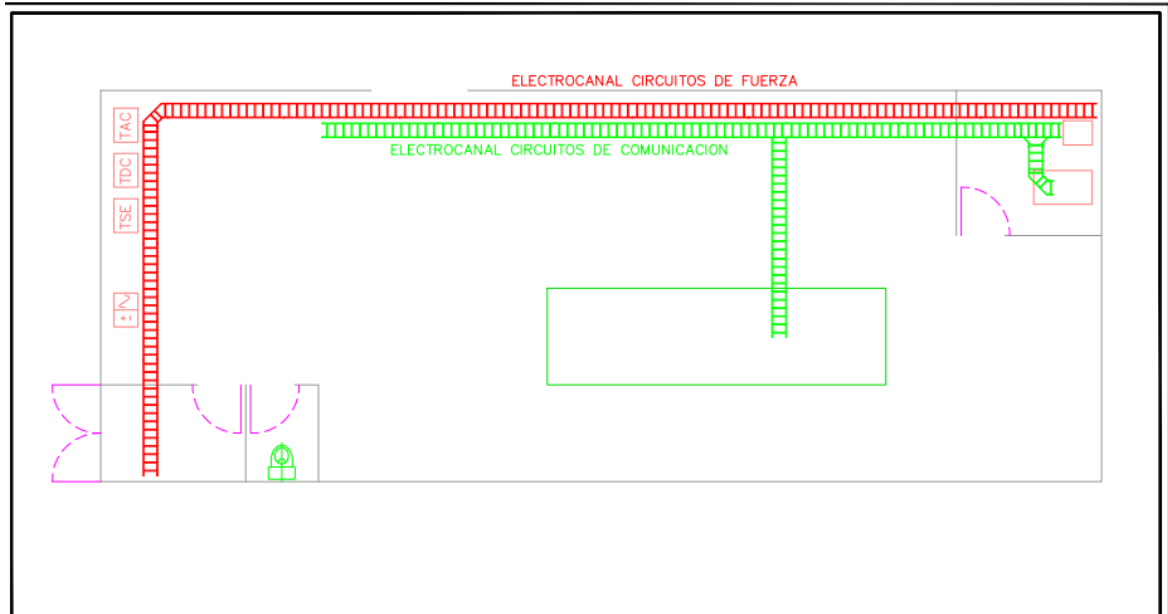 ELECTROCANAL CIRCUITOS DE FUERZA
ELECTROCANAL CIRCUITOS DE COMUNICACION
TAC
TDC
TSE